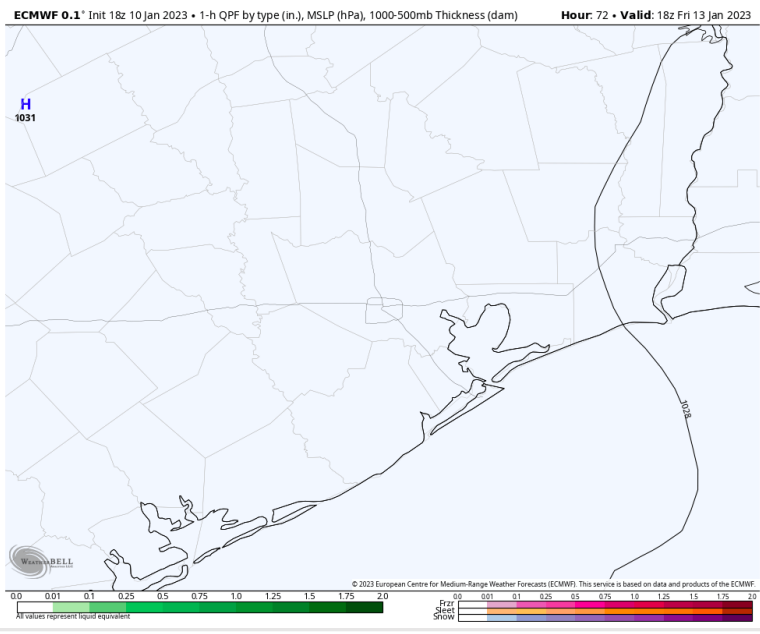 ECMWF 0.1° Init 18z 10 Jan 2023 • 1-h QPF by type (in.), MSLP (hPa), 1000-500mb Thickness (dam) Hour: 72 • Valid: 18z Fri 13 Jan 2023
H
1031
1028
WEATHERBELL
© 2023 European Centre for Medium-Range Weather Forecasts (ECMWF). This service is based on data and products of the ECMWF.
0.0 0.01 0.1 0.25 0.5 0.75 1.0 1.25 1.5 1.75 2.0
0.0 0.01 0.1 0.25 0.5 0.75 1.0 1.25 1.5 1.75 2.0
Frzr
Sleet
Snow
All values represent liquid equivalent